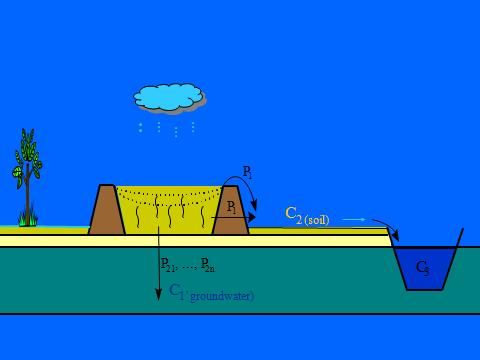 P1
P1
C2 (soil)
C3
P21, ..., P2n
C1 (groundwater)